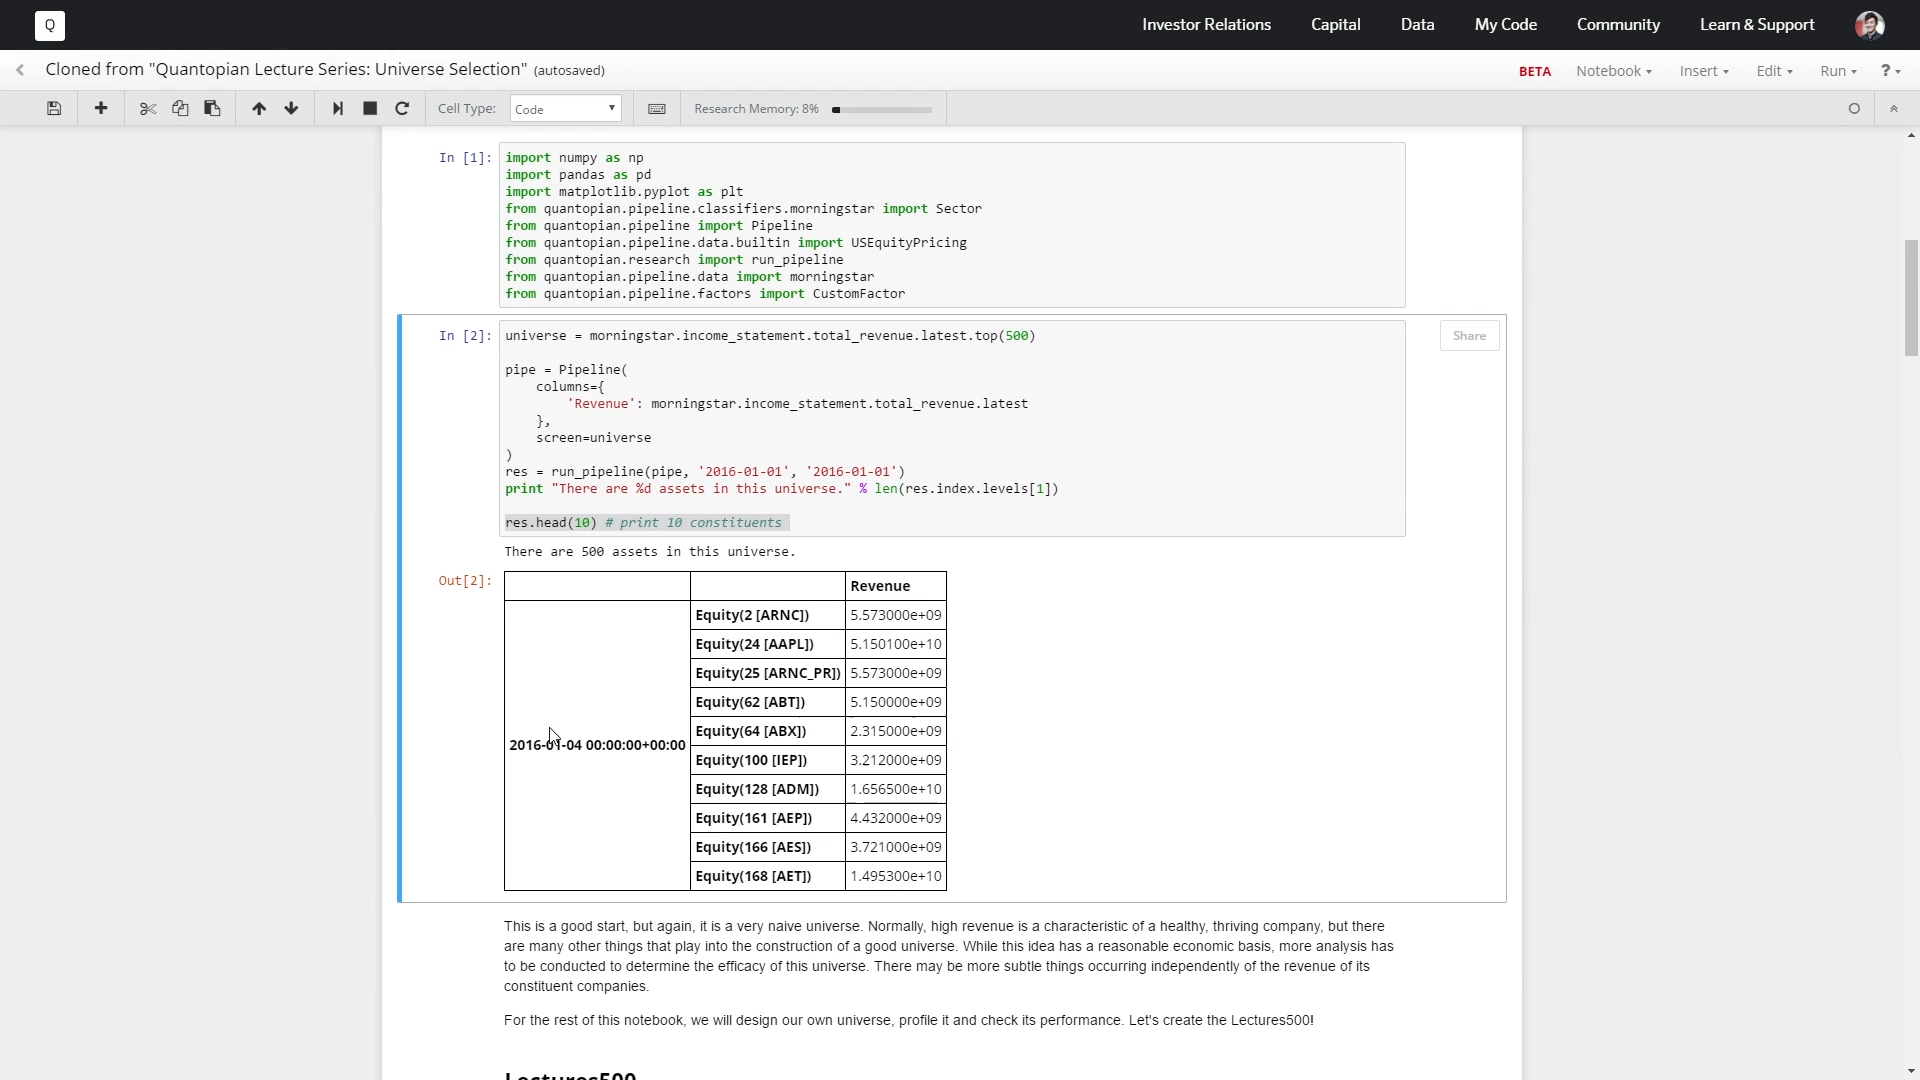 Q
Investor Relations Capital Data My Code Community Learn & Support
Cloned from "Quantopian Lecture Series: Universe Selection" (autosaved)
BETA Notebook Insert Edit Run ?
Cell Type: Code Research Memory: 8%
In [1]:
import numpy as np
import pandas as pd
import matplotlib.pyplot as plt
from quantopian.pipeline.classifiers.morningstar import Sector
from quantopian.pipeline import Pipeline
from quantopian.pipeline.data.builtin import USEquityPricing
from quantopian.research import run_pipeline
from quantopian.pipeline.data import morningstar
from quantopian.pipeline.factors import CustomFactor
In [2]:
universe = morningstar.income_statement.total_revenue.latest.top(500)
Share
pipe = Pipeline(
    columns={
        'Revenue': morningstar.income_statement.total_revenue.latest
    },
    screen=universe
)
res = run_pipeline(pipe, '2016-01-01', '2016-01-01')
print "There are %d assets in this universe." % len(res.index.levels[1])
res.head(10) # print 10 constituents
There are 500 assets in this universe.
Out[2]:
Revenue
2016-01-04 00:00:00+00:00
Equity(2 [ARNC]) 5.573000e+09
Equity(24 [AAPL]) 5.150100e+10
Equity(25 [ARNC_PR]) 5.573000e+09
Equity(62 [ABT]) 5.150000e+09
Equity(64 [ABX]) 2.315000e+09
Equity(100 [IEP]) 3.212000e+09
Equity(128 [ADM]) 1.656500e+10
Equity(161 [AEP]) 4.432000e+09
Equity(166 [AES]) 3.721000e+09
Equity(168 [AET]) 1.495300e+10
This is a good start, but again, it is a very naive universe. Normally, high revenue is a characteristic of a healthy, thriving company, but there
are many other things that play into the construction of a good universe. While this idea has a reasonable economic basis, more analysis has
to be conducted to determine the efficacy of this universe. There may be more subtle things occurring independently of the revenue of its
constituent companies.
For the rest of this notebook, we will design our own universe, profile it and check its performance. Let's create the Lectures500!
Lectures500